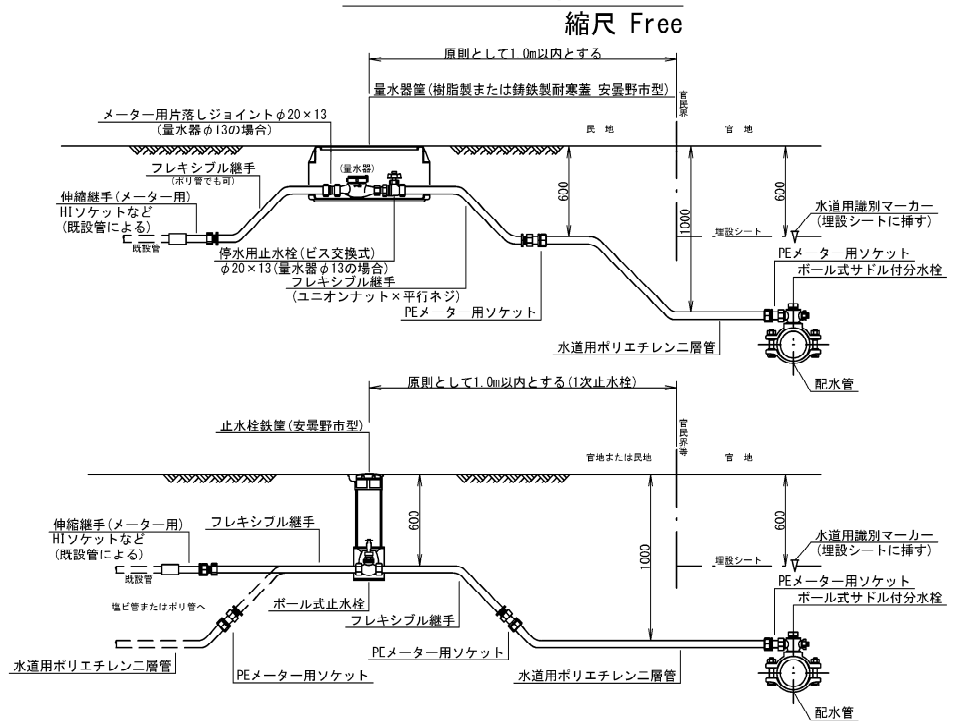 縮尺 Free
原則として1.0m以内とする
量水器筐(樹脂製または鋳鉄製耐寒蓋 安曇野市型)
官民界
メーター用片落しジョイントφ20×13
(量水器φ13の場合)
民 地
官 地
フレキシブル継手
(ポリ管でも可)
(量水器)
600
1000
600
伸縮継手(メーター用)
HIソケットなど
(既設管による)
既設管
水道用識別マーカー
(埋設シートに挿す)
埋設シート
停水用止水栓(ビス交換式)
φ20×13(量水器φ13の場合)
フレキシブル継手
(ユニオンナット×平行ネジ)
PEメ タ 用ソケット
PEメ タ 用ソケット
ボール式サドル付分水栓
水道用ポリエチレン二層管
配水管
原則として1.0m以内とする(1次止水栓)
止水栓鉄筐(安曇野市型)
官民界帯
官地または民地
官 地
伸縮継手(メーター用)
HIソケットなど
(既設管による)
フレキシブル継手
600
1000
600
水道用識別マーカー
(埋設シートに挿す)
埋設シート
既設管
塩ビ管またはポリ管へ
ボール式止水栓
フレキシブル継手
PEメーター用ソケット
ボール式サドル付分水栓
PEメーター用ソケット
水道用ポリエチレン二層管
PEメーター用ソケット
水道用ポリエチレン二層管
配水管